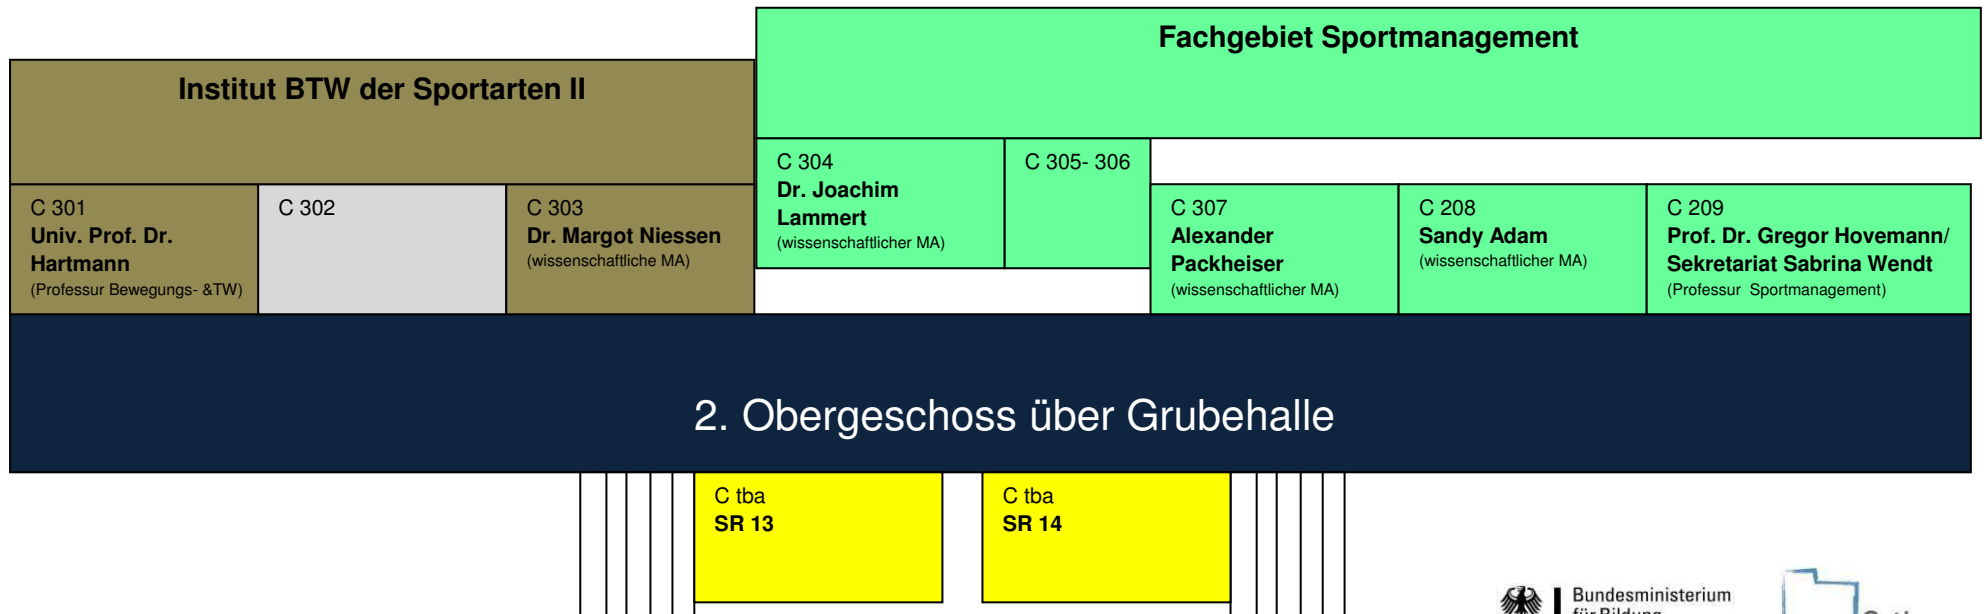 Fachgebiet Sportmanagement
Institut BTW der Sportarten II
C 301
Univ. Prof. Dr.
Hartmann
(Professur Bewegungs- &TW)
C 302
C 303
Dr. Margot Niessen
(wissenschaftliche MA)
C 304
Dr. Joachim
Lammert
(wissenschaftlicher MA)
C 305- 306
C 307
Alexander
Packheiser
(wissenschaftlicher MA)
C 208
Sandy Adam
(wissenschaftlicher MA)
C 209
Prof. Dr. Gregor Hovemann/
Sekretariat Sabrina Wendt
(Professur Sportmanagement)
2. Obergeschoss über Grubehalle
C tba
SR 13
C tba
SR 14
Bundesministerium
für Bildung